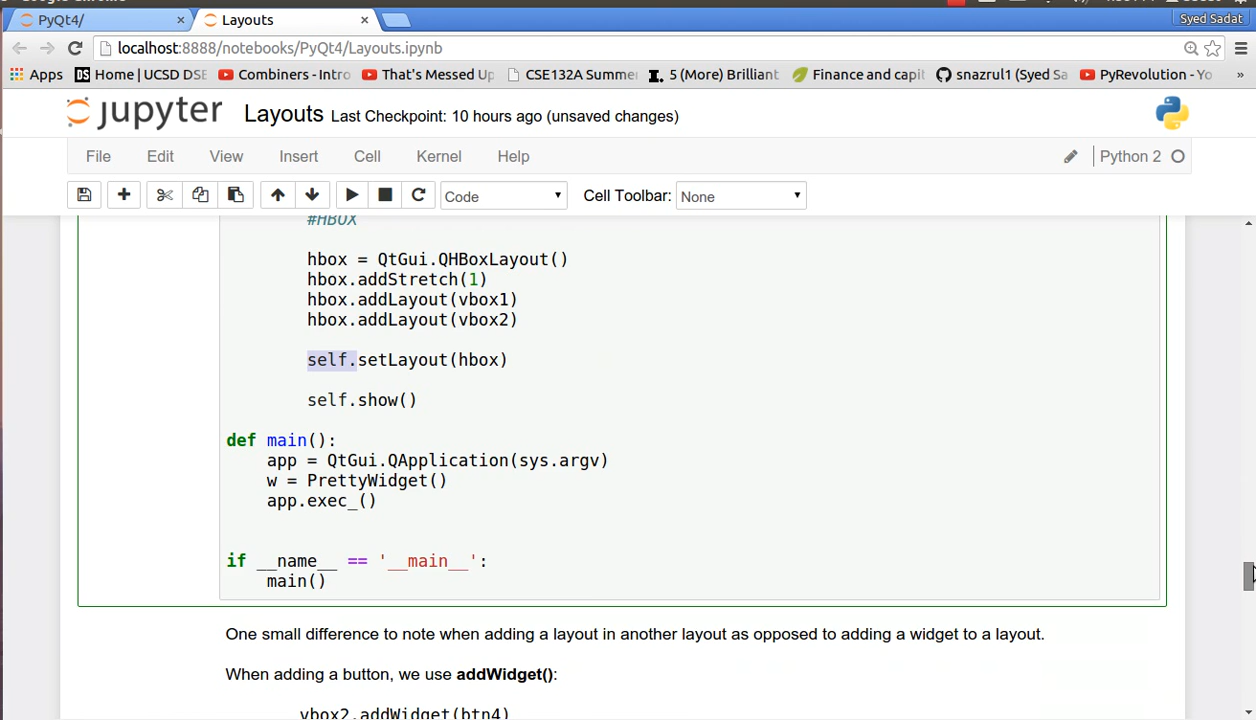 PyQt4/ × Layouts × Syed Sadat
localhost:8888/notebooks/PyQt4/Layouts.ipynb
Apps DS Home | UCSD DSE Combiners - Intro That's Messed Up CSE132A Summe 5 (More) Brilliant Finance and capit snazrul1 (Syed Sa PyRevolution - Yo »
jupyter Layouts Last Checkpoint: 10 hours ago (unsaved changes)
File Edit View Insert Cell Kernel Help Python 2
Code Cell Toolbar: None
#HBOX
hbox = QtGui.QHBoxLayout()
hbox.addStretch(1)
hbox.addLayout(vbox1)
hbox.addLayout(vbox2)
self.setLayout(hbox)
self.show()
def main():
app = QtGui.QApplication(sys.argv)
w = PrettyWidget()
app.exec_()
if __name__ == '__main__':
main()
One small difference to note when adding a layout in another layout as opposed to adding a widget to a layout.
When adding a button, we use addWidget():
vbox2.addWidget(btn4)